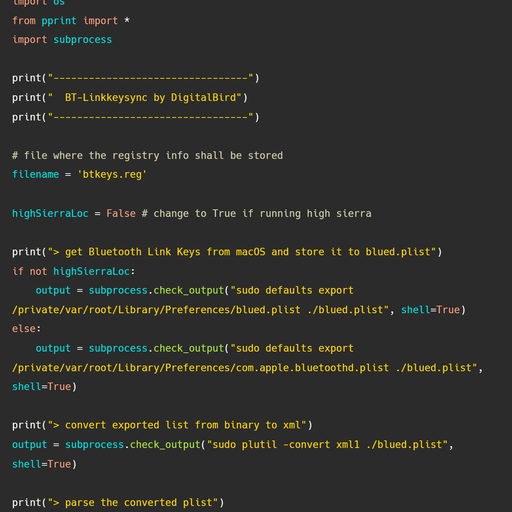 import os
from pprint import *
import subprocess
print("---------------------------------")
print("  BT-Linkkeysync by DigitalBird")
print("---------------------------------")
# file where the registry info shall be stored
filename = 'btkeys.reg'
highSierraLoc = False # change to True if running high sierra
print("> get Bluetooth Link Keys from macOS and store it to blued.plist")
if not highSierraLoc:
    output = subprocess.check_output("sudo defaults export
/private/var/root/Library/Preferences/blued.plist ./blued.plist", shell=True)
else:
    output = subprocess.check_output("sudo defaults export
/private/var/root/Library/Preferences/com.apple.bluetoothd.plist ./blued.plist",
shell=True)
print("> convert exported list from binary to xml")
output = subprocess.check_output("sudo plutil -convert xml1 ./blued.plist",
shell=True)
print("> parse the converted plist")